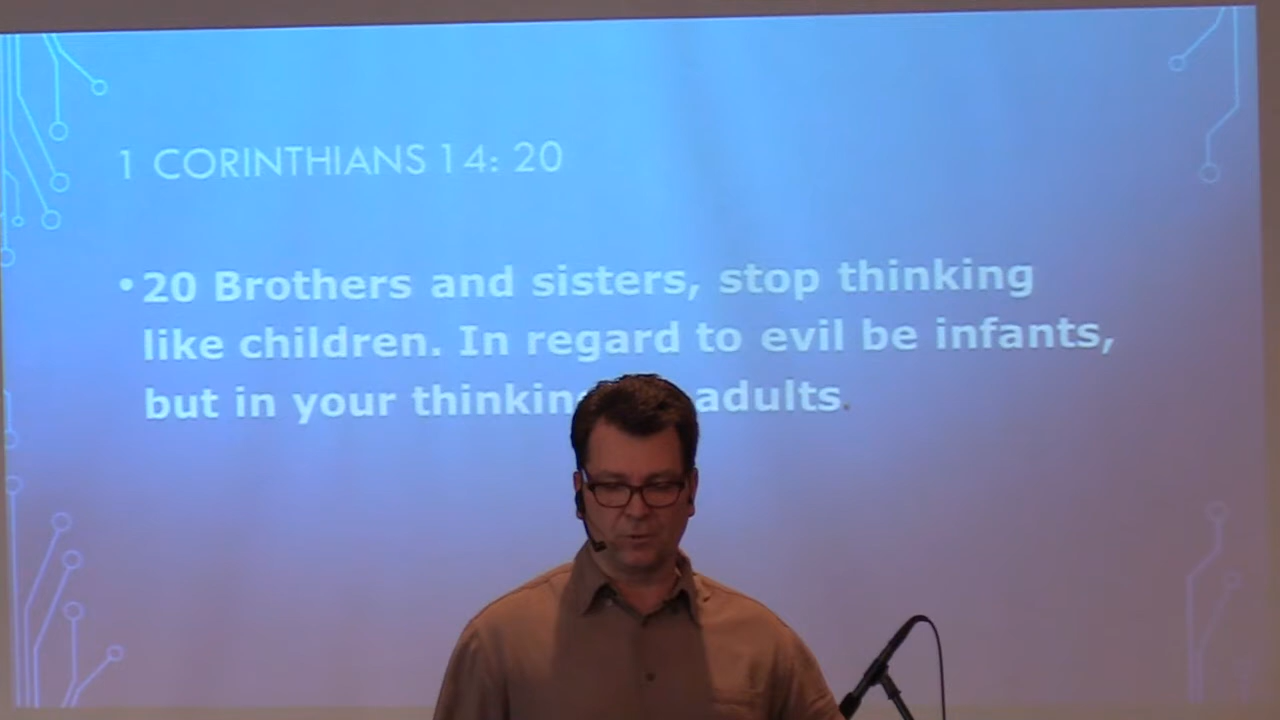 1 CORINTHIANS 14: 20
• 20 Brothers and sisters, stop thinking
like children. In regard to evil be infants,
but in your thinkin adults.